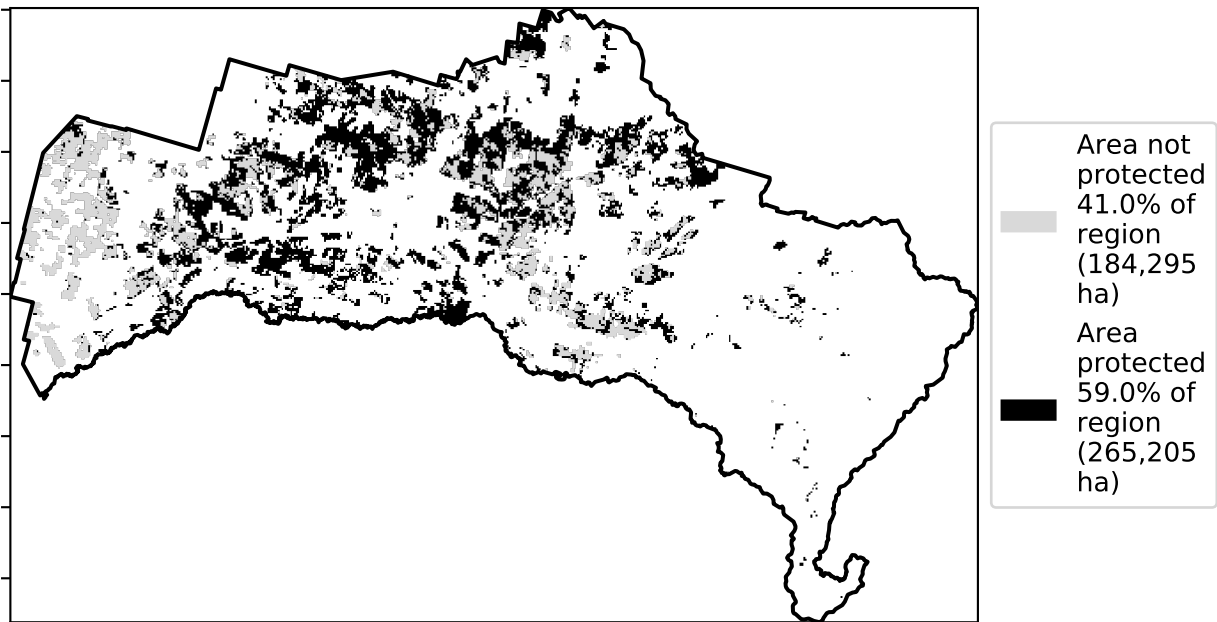 Area not
protected
41.0% of
region
(184,295
ha)
Area
protected
59.0% of
region
(265,205
ha)